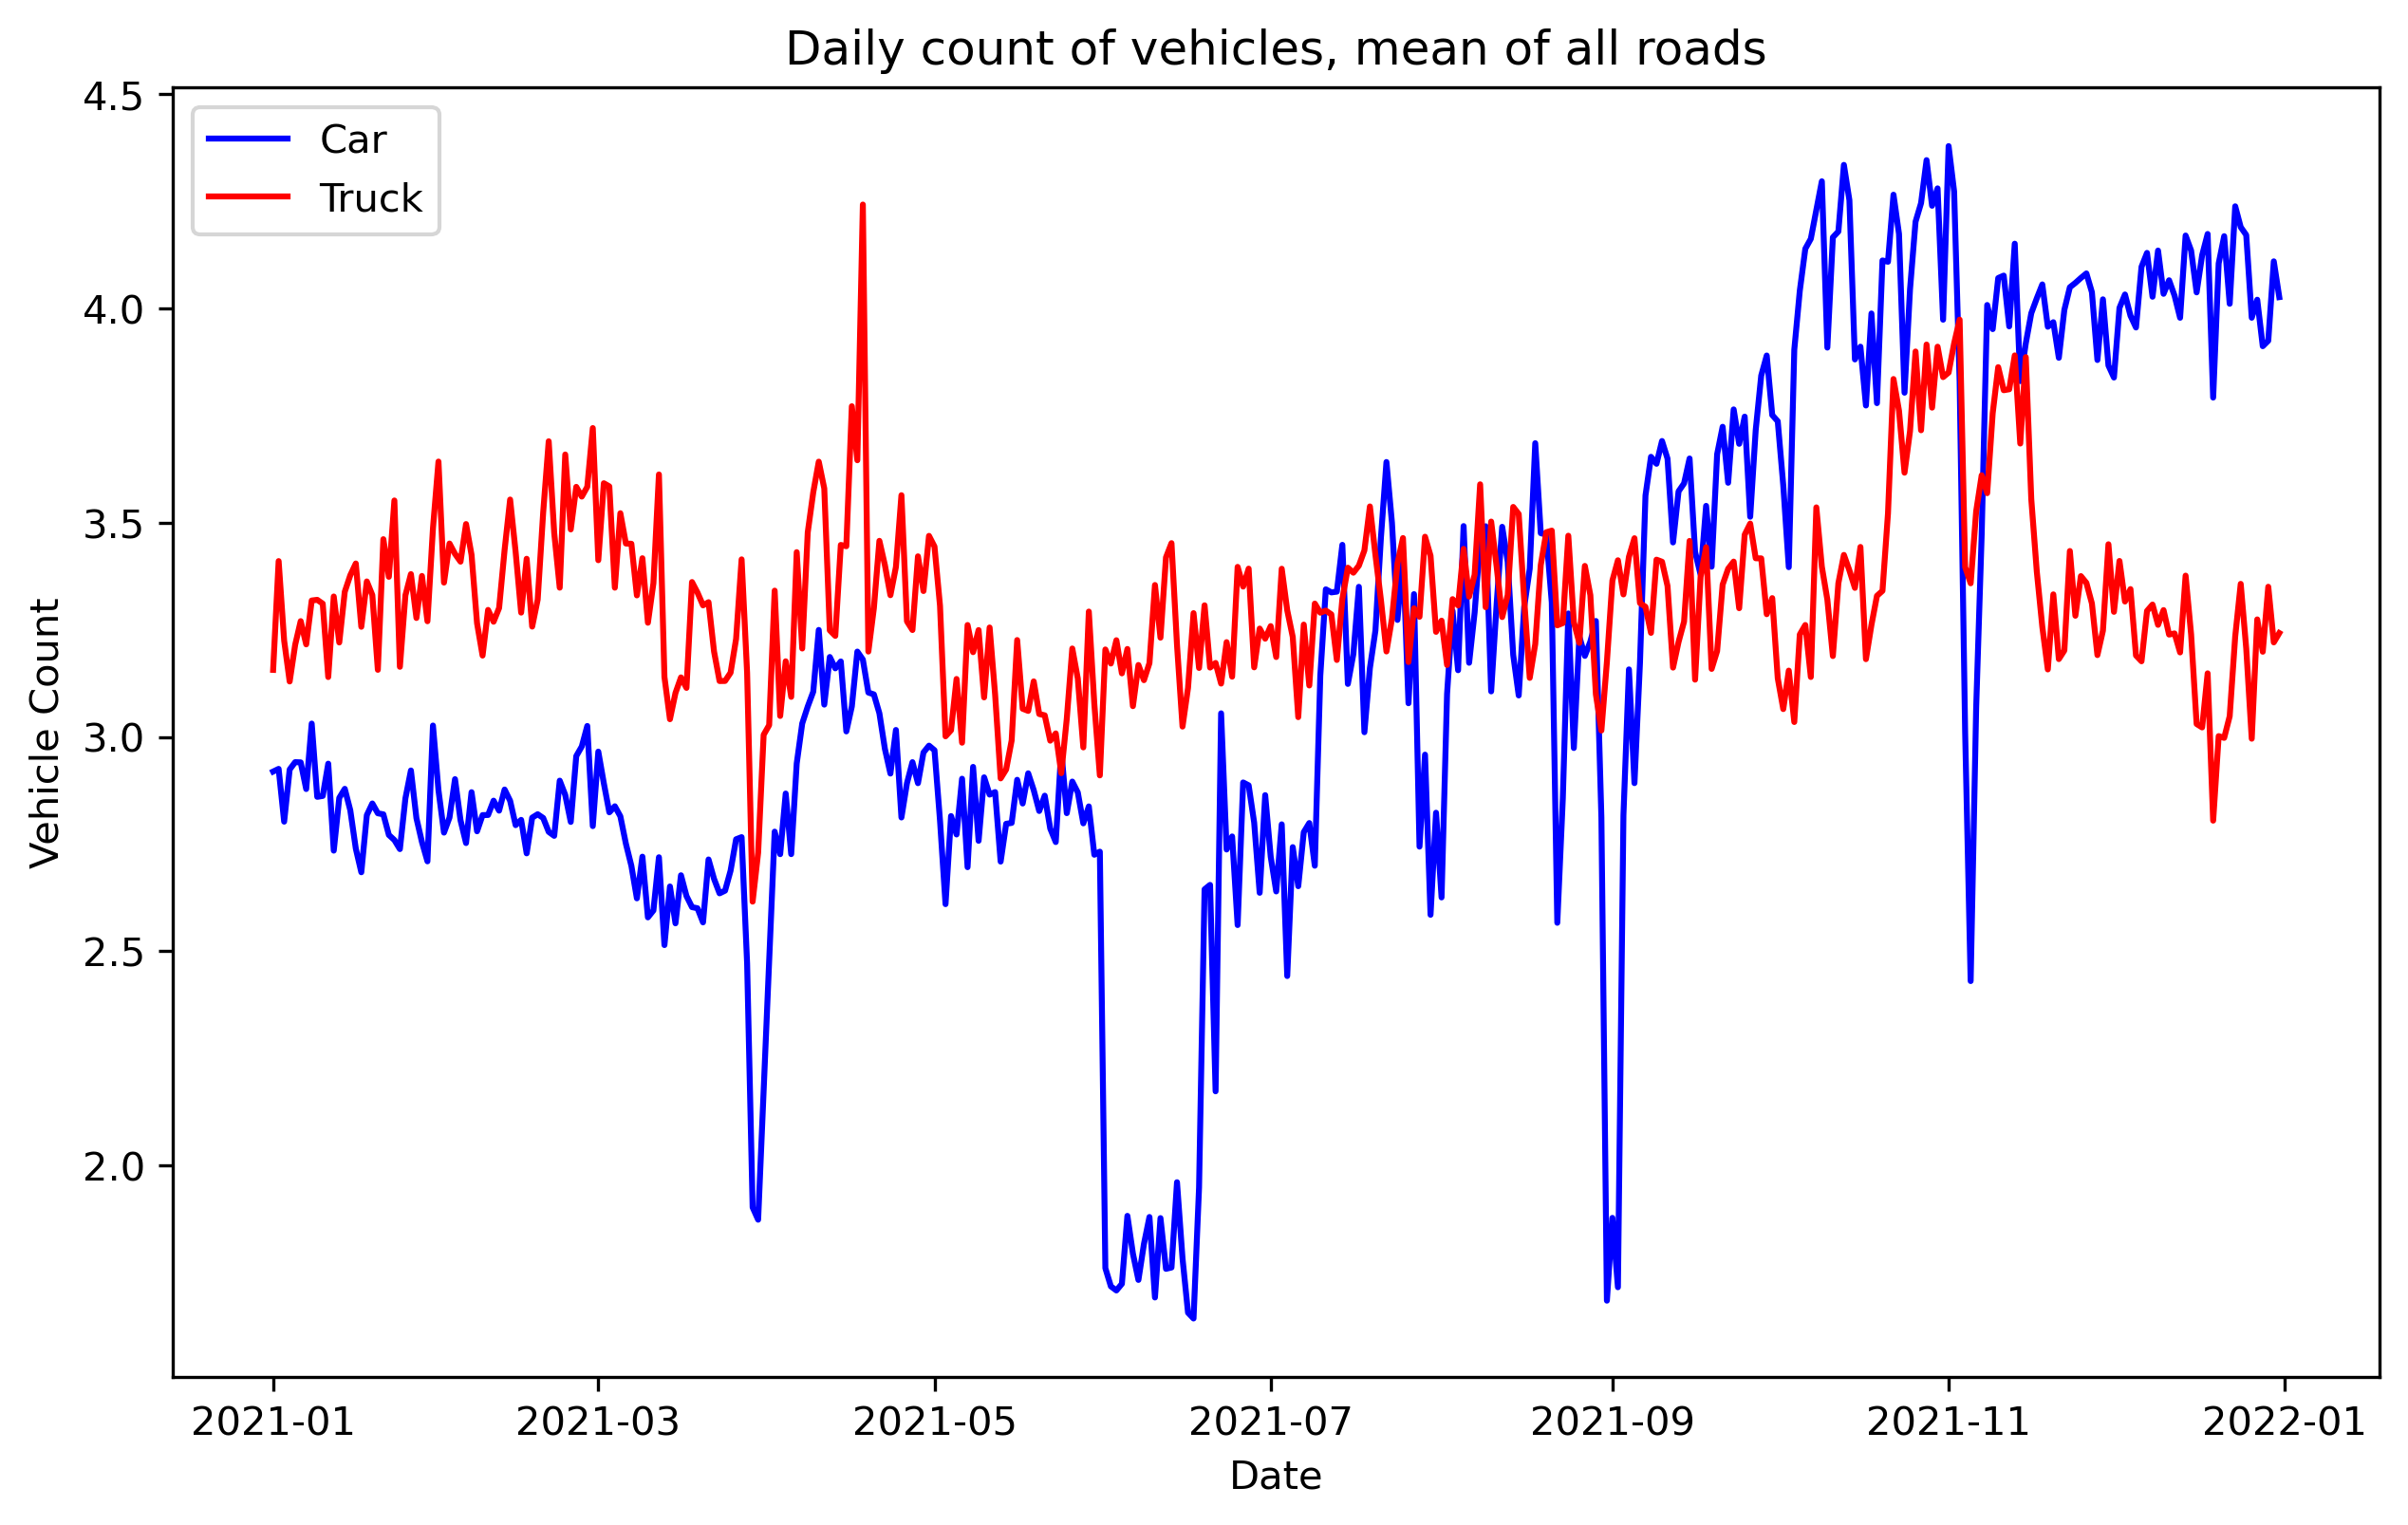 Daily count of vehicles, mean of all roads
4.5
4.0
3.5
3.0
2.5
2.0
Vehicle Count
Car
Truck
2021-01 2021-03 2021-05 2021-07 2021-09 2021-11 2022-01
Date